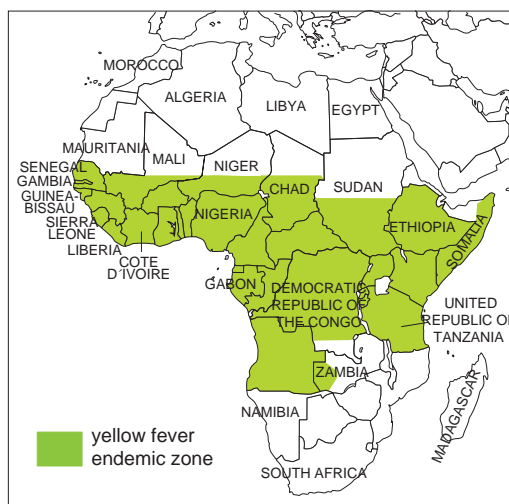 MOROCCO
ALGERIA
LIBYA
EGYPT
MAURITANIA
MALI
NIGER
CHAD
SUDAN
SENEGAL
GAMBIA
GUINEA-
BISSAU
SIERRA
LEONE
LIBERIA
COTE
D´IVOIRE
NIGERIA
ETHIOPIA
SOMALIA
GABON
DEMOCRATIC
REPUBLIC OF
THE CONGO
UNITED
REPUBLIC OF
TANZANIA
ZAMBIA
NAMIBIA
MADAGASCAR
SOUTH AFRICA
yellow fever
endemic zone